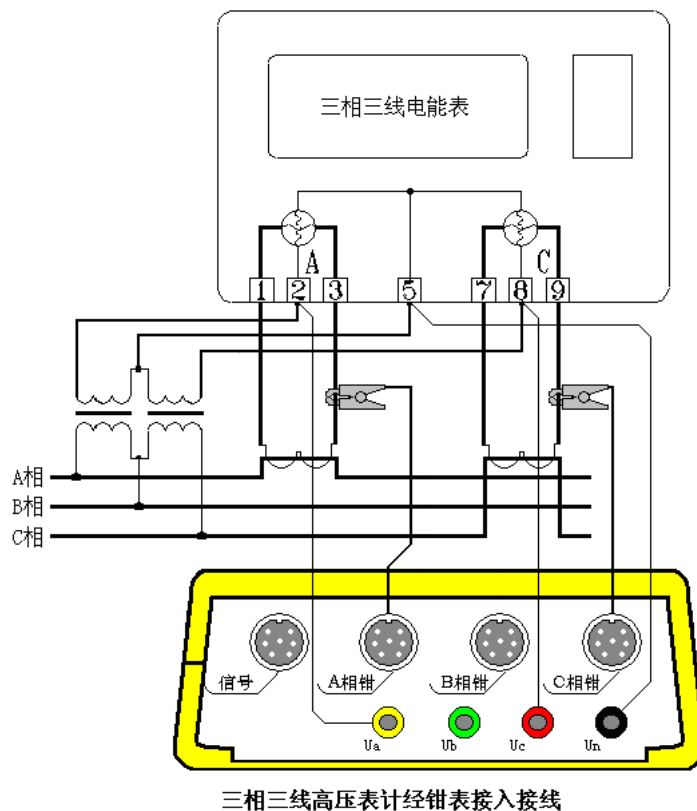 三相三线电能表
A
C
1 2 3 5 7 8 9
A相
B相
C相
信号 A相钳 B相钳 C相钳
Ua Ub Uc Un
三相三线高压表计经钳表接入接线